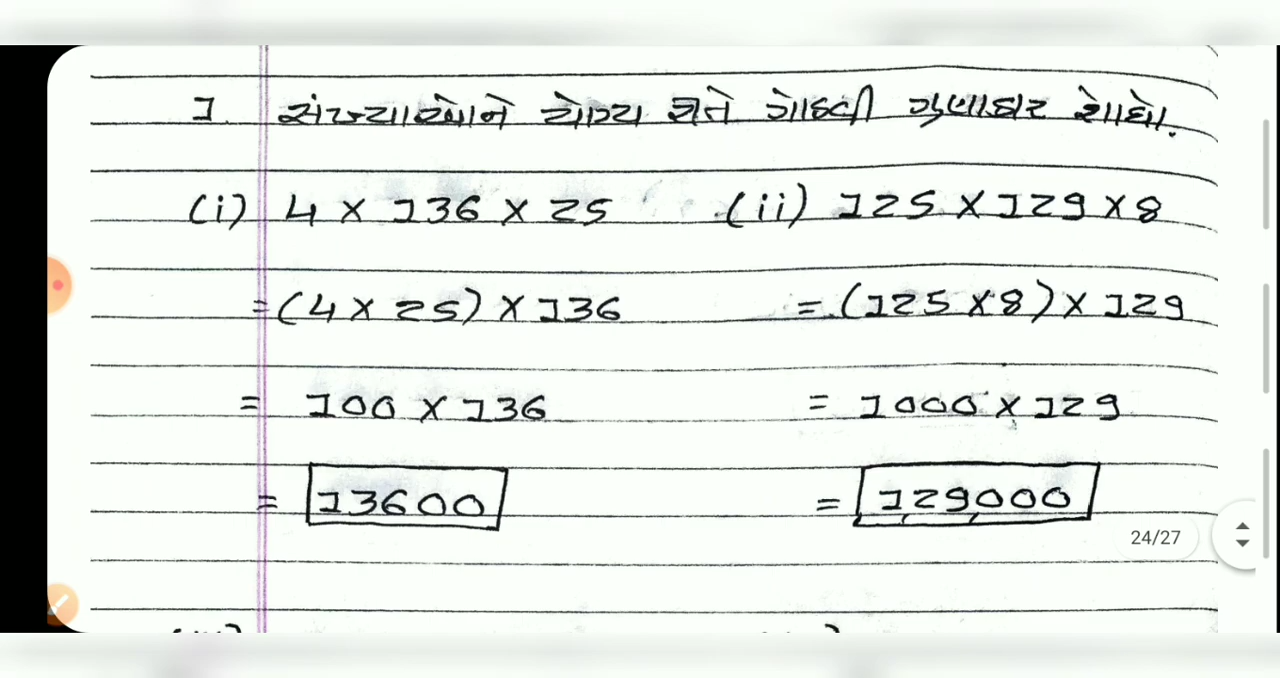 1. સંખ્યાઓને યોગ્ય રીતે ગોઠવી ગુણાકાર શોધો.
(i) 4 × 136 × 25 (ii) 125 × 129 × 8
= (4 × 25) × 136 = (125 × 8) × 129
= 100 × 136 = 1000 × 129
= 13600 = 129000
24/27